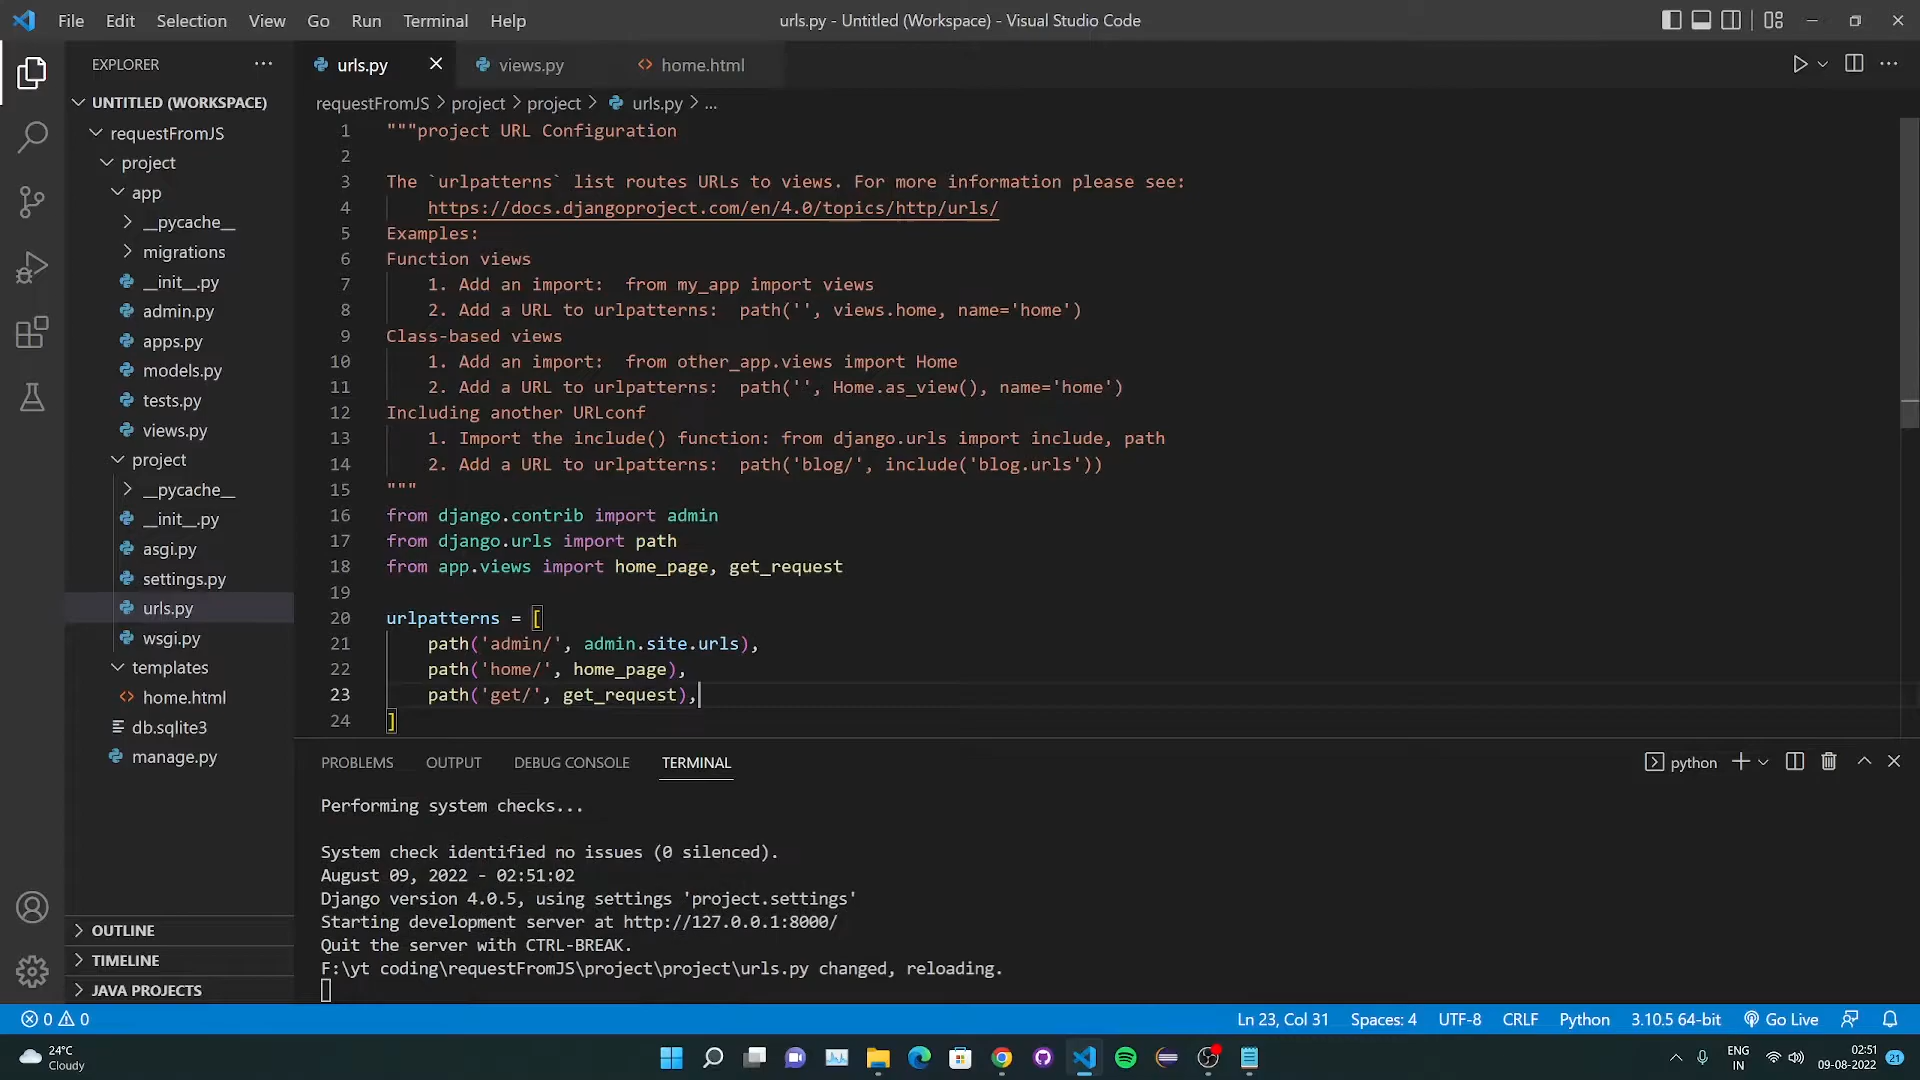 File Edit Selection View Go Run Terminal Help
urls.py - Untitled (Workspace) - Visual Studio Code
EXPLORER
UNTITLED (WORKSPACE)
requestFromJS
project
app
__pycache__
migrations
__init__.py
admin.py
apps.py
models.py
tests.py
views.py
project
__pycache__
__init__.py
asgi.py
settings.py
urls.py
wsgi.py
templates
home.html
db.sqlite3
manage.py
OUTLINE
TIMELINE
JAVA PROJECTS
urls.py views.py home.html
requestFromJS > project > project > urls.py > ...
1 """project URL Configuration
2
3 The `urlpatterns` list routes URLs to views. For more information please see:
4     https://docs.djangoproject.com/en/4.0/topics/http/urls/
5 Examples:
6 Function views
7     1. Add an import:  from my_app import views
8     2. Add a URL to urlpatterns:  path('', views.home, name='home')
9 Class-based views
10     1. Add an import:  from other_app.views import Home
11     2. Add a URL to urlpatterns:  path('', Home.as_view(), name='home')
12 Including another URLconf
13     1. Import the include() function: from django.urls import include, path
14     2. Add a URL to urlpatterns:  path('blog/', include('blog.urls'))
15 """
16 from django.contrib import admin
17 from django.urls import path
18 from app.views import home_page, get_request
19
20 urlpatterns = [
21     path('admin/', admin.site.urls),
22     path('home/', home_page),
23     path('get/', get_request),
24 ]
PROBLEMS OUTPUT DEBUG CONSOLE TERMINAL
python
Performing system checks...
System check identified no issues (0 silenced).
August 09, 2022 - 02:51:02
Django version 4.0.5, using settings 'project.settings'
Starting development server at http://127.0.0.1:8000/
Quit the server with CTRL-BREAK.
F:\yt coding\requestFromJS\project\project\urls.py changed, reloading.
0 0
Ln 23, Col 31 Spaces: 4 UTF-8 CRLF Python 3.10.5 64-bit Go Live
24°C
Cloudy
ENG
IN
02:51
09-08-2022
21